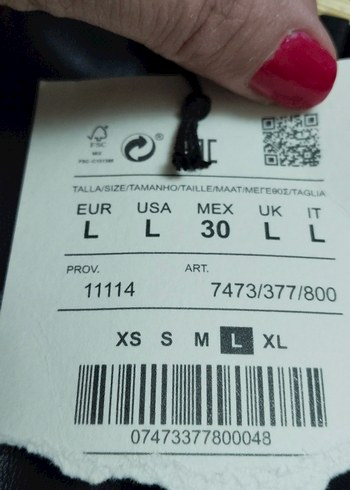 FSC
MIX
TALLA/SIZE/TAMANHO/TAILLE/MAAT/ΜΕΓΕΘΟΣ/TAGLIA
EUR USA MEX UK IT
L L 30 L L
PROV. ART.
11114 7473/377/800
XS S M L XL
07473377800048